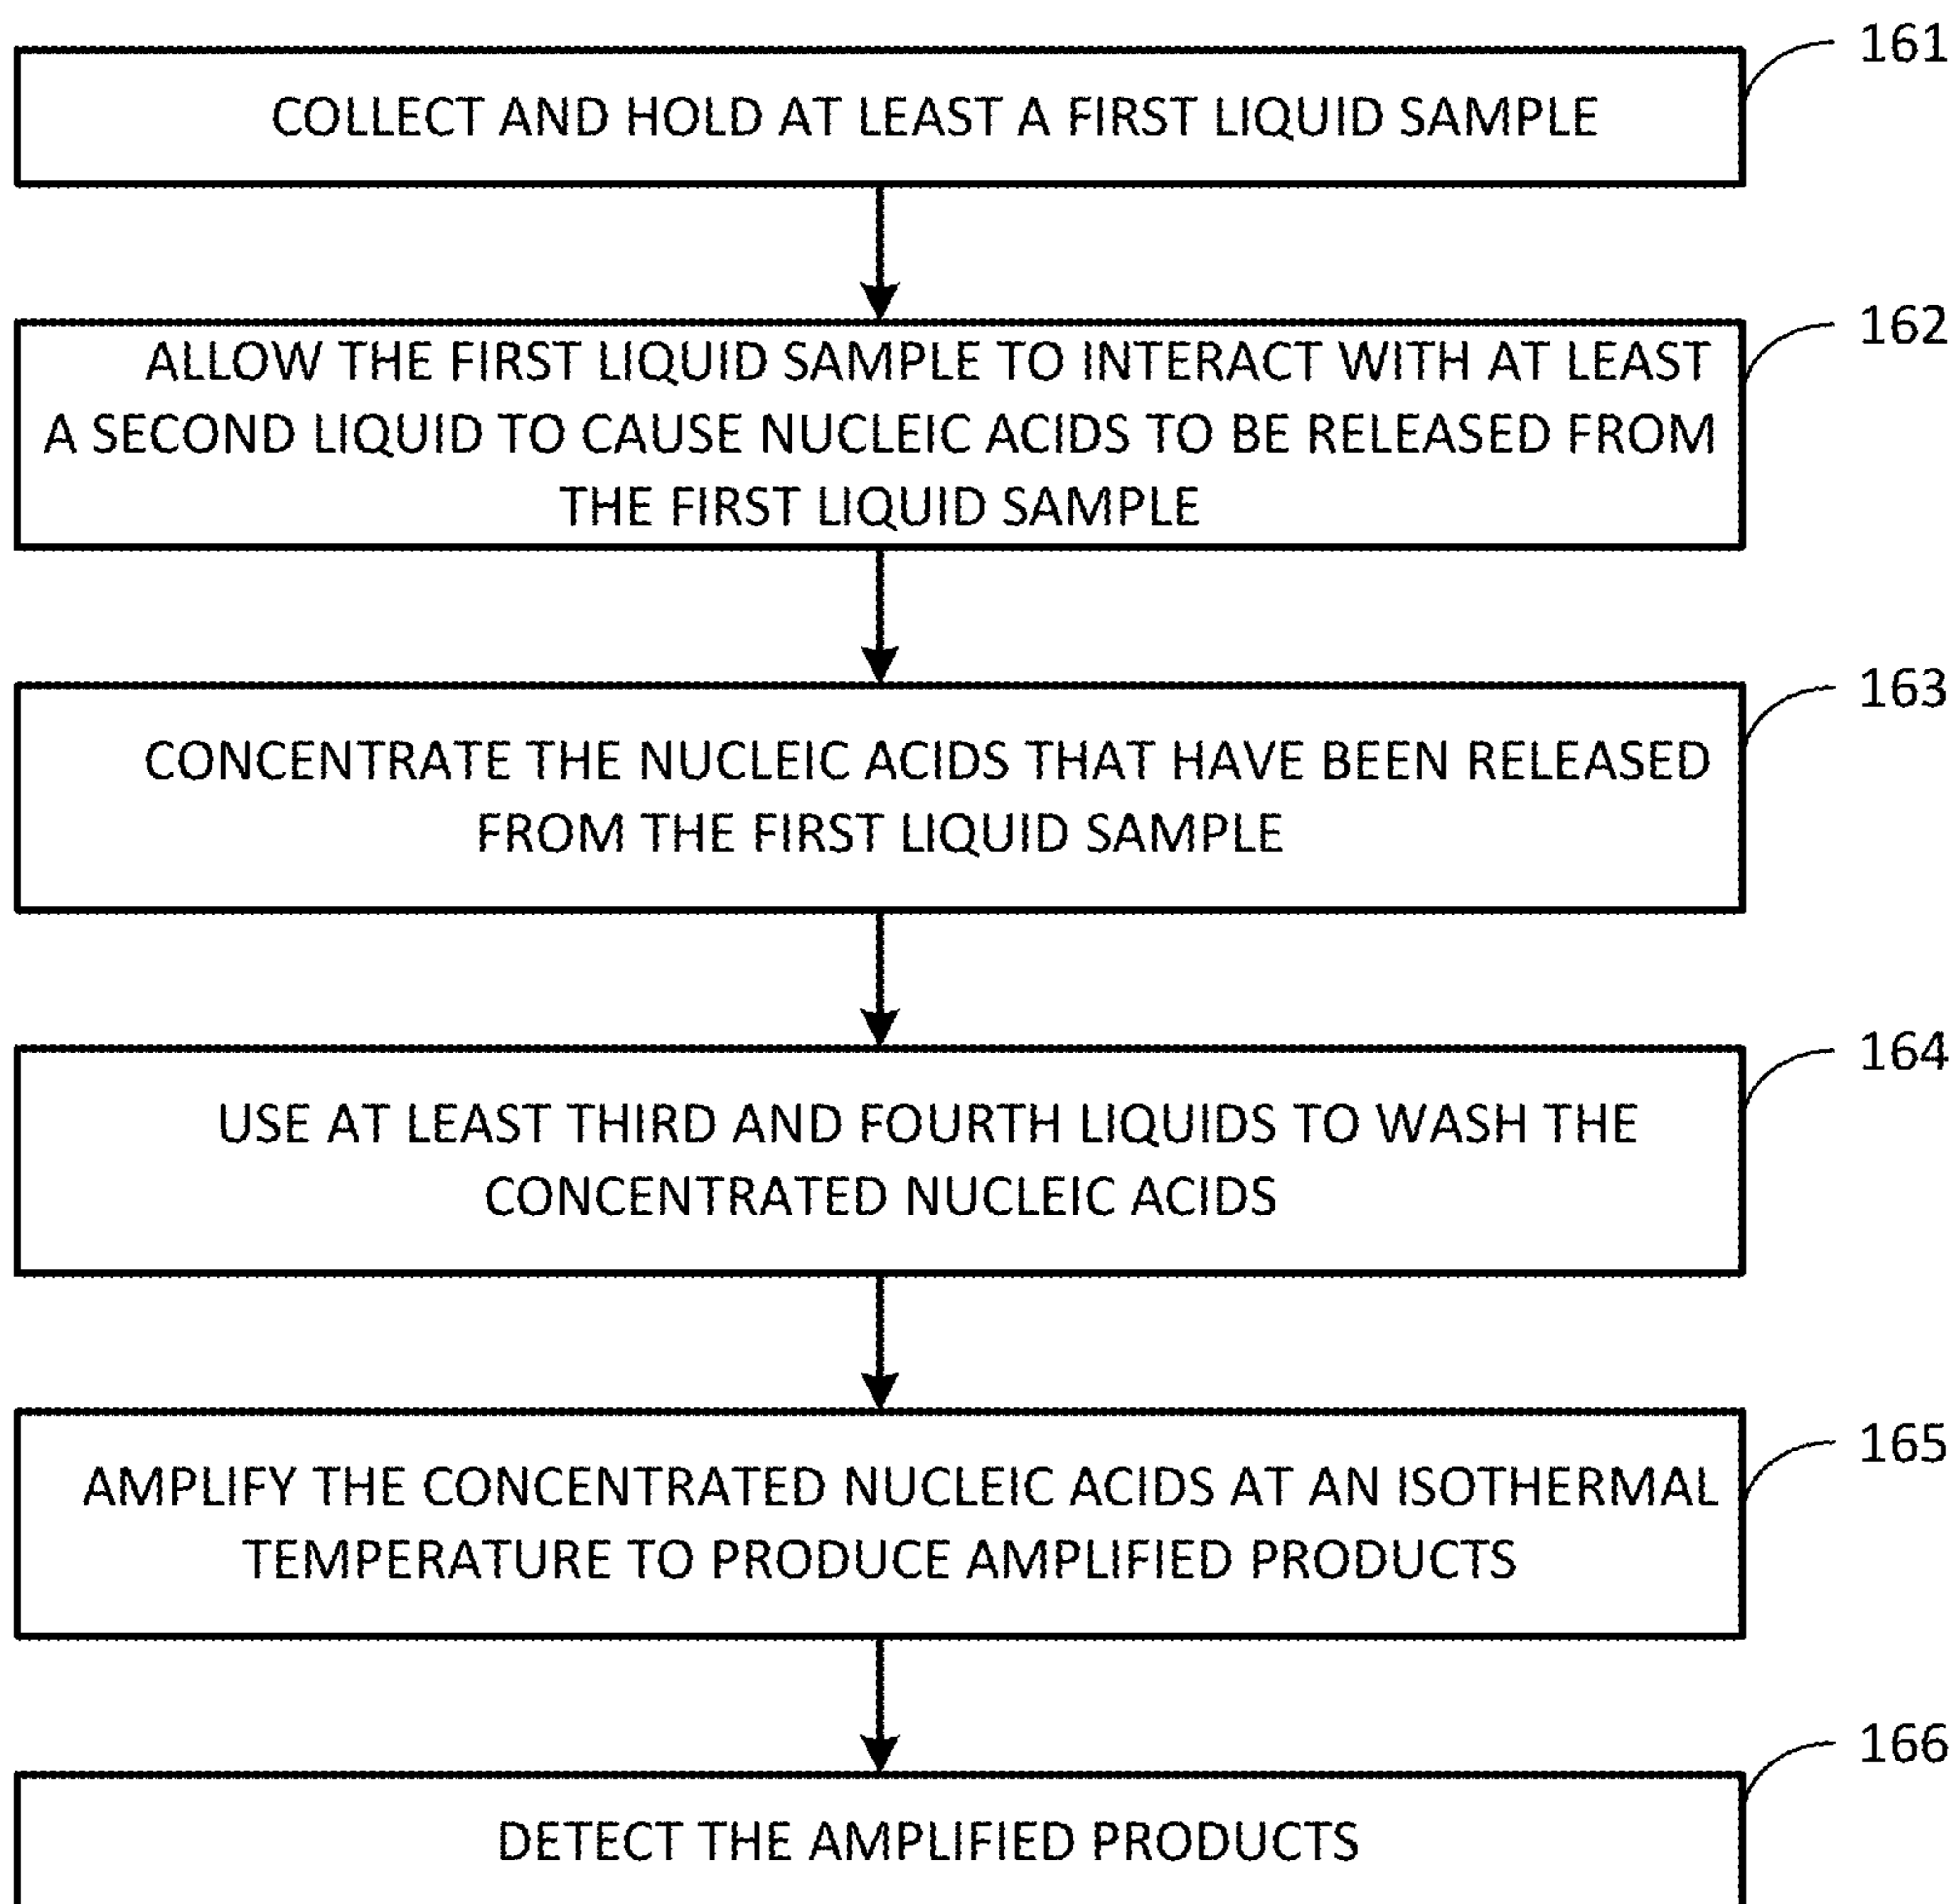 161
COLLECT AND HOLD AT LEAST A FIRST LIQUID SAMPLE
162
ALLOW THE FIRST LIQUID SAMPLE TO INTERACT WITH AT LEAST
A SECOND LIQUID TO CAUSE NUCLEIC ACIDS TO BE RELEASED FROM
THE FIRST LIQUID SAMPLE
163
CONCENTRATE THE NUCLEIC ACIDS THAT HAVE BEEN RELEASED
FROM THE FIRST LIQUID SAMPLE
164
USE AT LEAST THIRD AND FOURTH LIQUIDS TO WASH THE
CONCENTRATED NUCLEIC ACIDS
165
AMPLIFY THE CONCENTRATED NUCLEIC ACIDS AT AN ISOTHERMAL
TEMPERATURE TO PRODUCE AMPLIFIED PRODUCTS
166
DETECT THE AMPLIFIED PRODUCTS